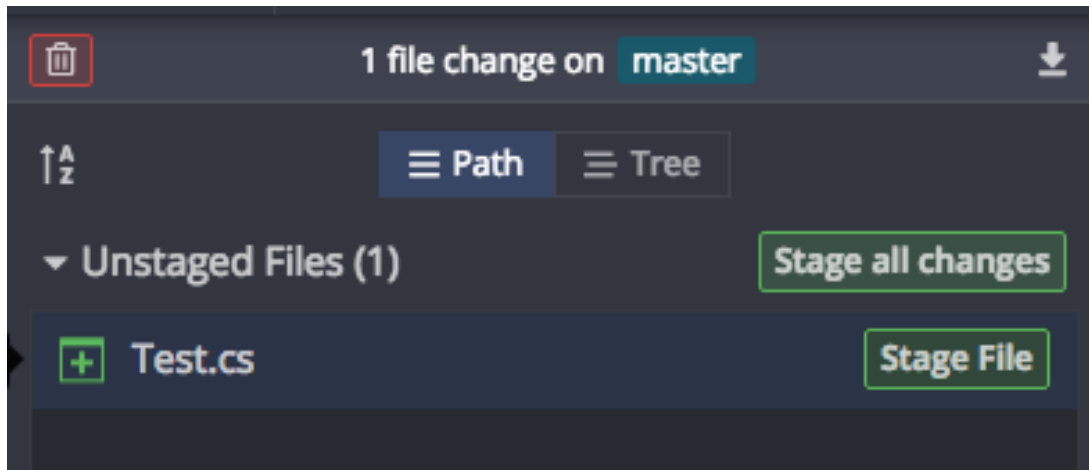 1 file change on master
A
Z
Path Tree
Unstaged Files (1) Stage all changes
Test.cs Stage File